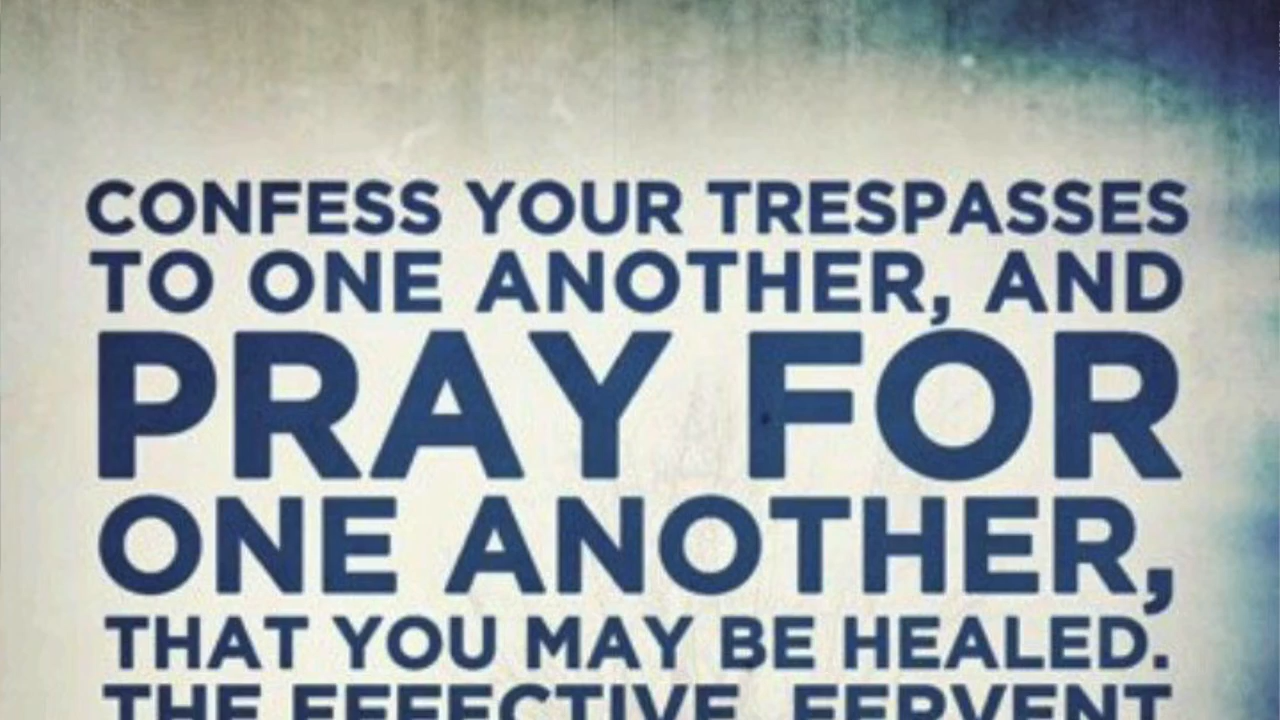 CONFESS YOUR TRESPASSES
TO ONE ANOTHER, AND
PRAY FOR
ONE ANOTHER,
THAT YOU MAY BE HEALED.
THE EFFECTIVE, FERVENT